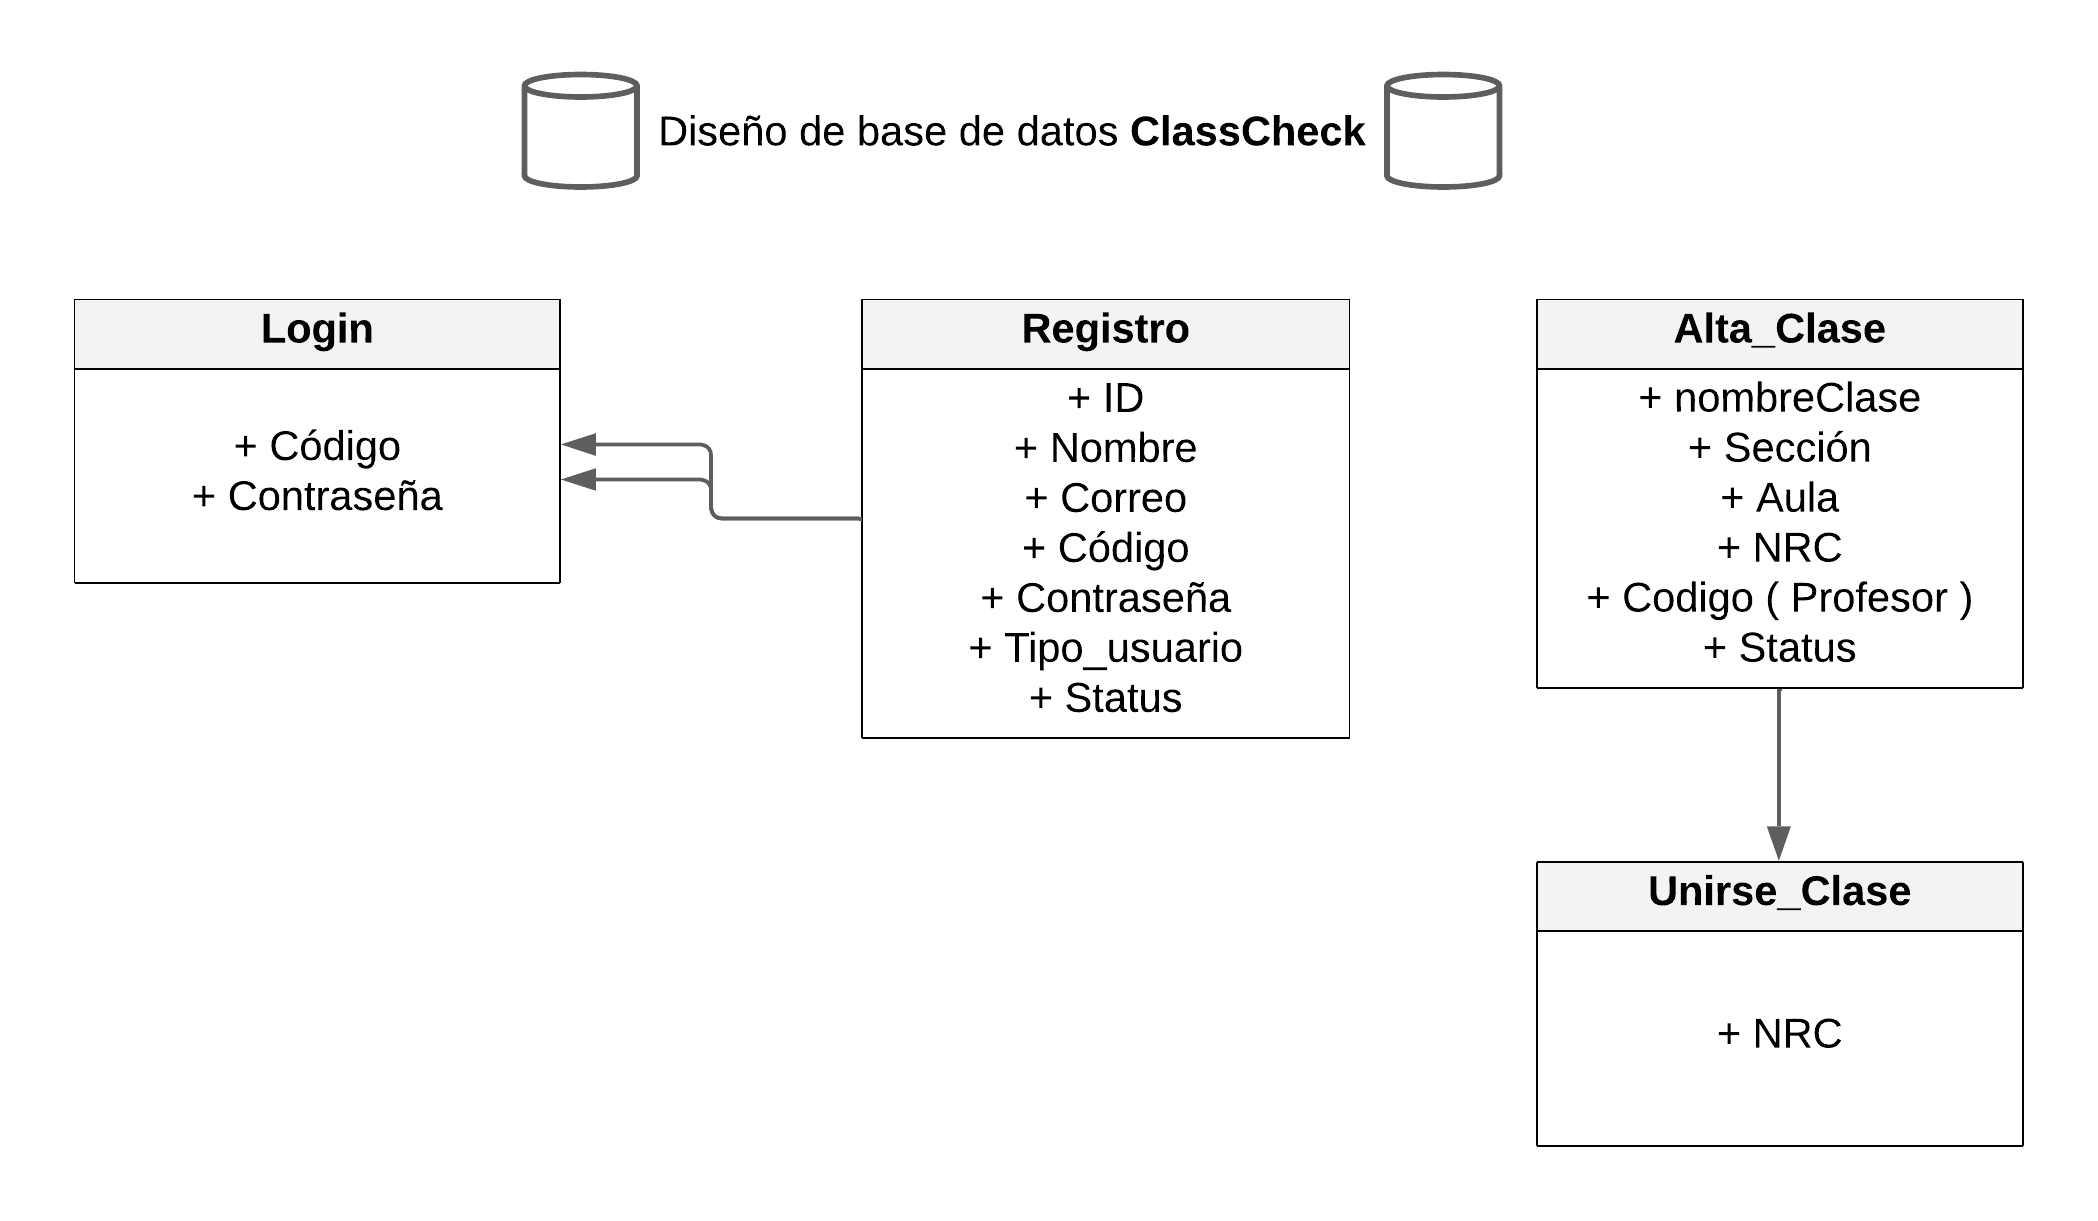 Diseño de base de datos ClassCheck
Login
+ Código
+ Contraseña
Registro
+ ID
+ Nombre
+ Correo
+ Código
+ Contraseña
+ Tipo_usuario
+ Status
Alta_Clase
+ nombreClase
+ Sección
+ Aula
+ NRC
+ Codigo ( Profesor )
+ Status
Unirse_Clase
+ NRC